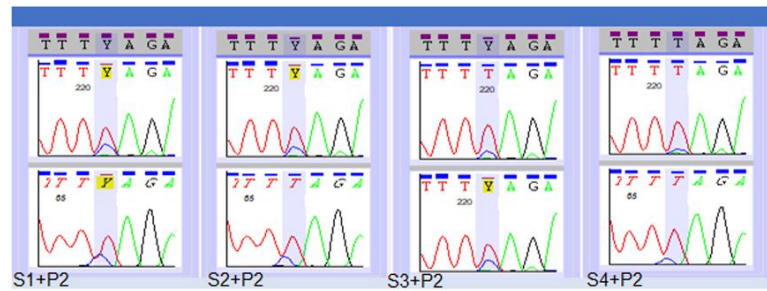 T T T Y A G A
T T T Y A G A
T T T Y A G A
T T T T A G A
T T T Y A G A
T T T Y A G A
T T T T A G A
T T T T A G A
220
220
220
220
T T Y A G A
T T T A G A
T T T Y A G A
T T T A G A
65
65
220
65
S1+P2
S2+P2
S3+P2
S4+P2